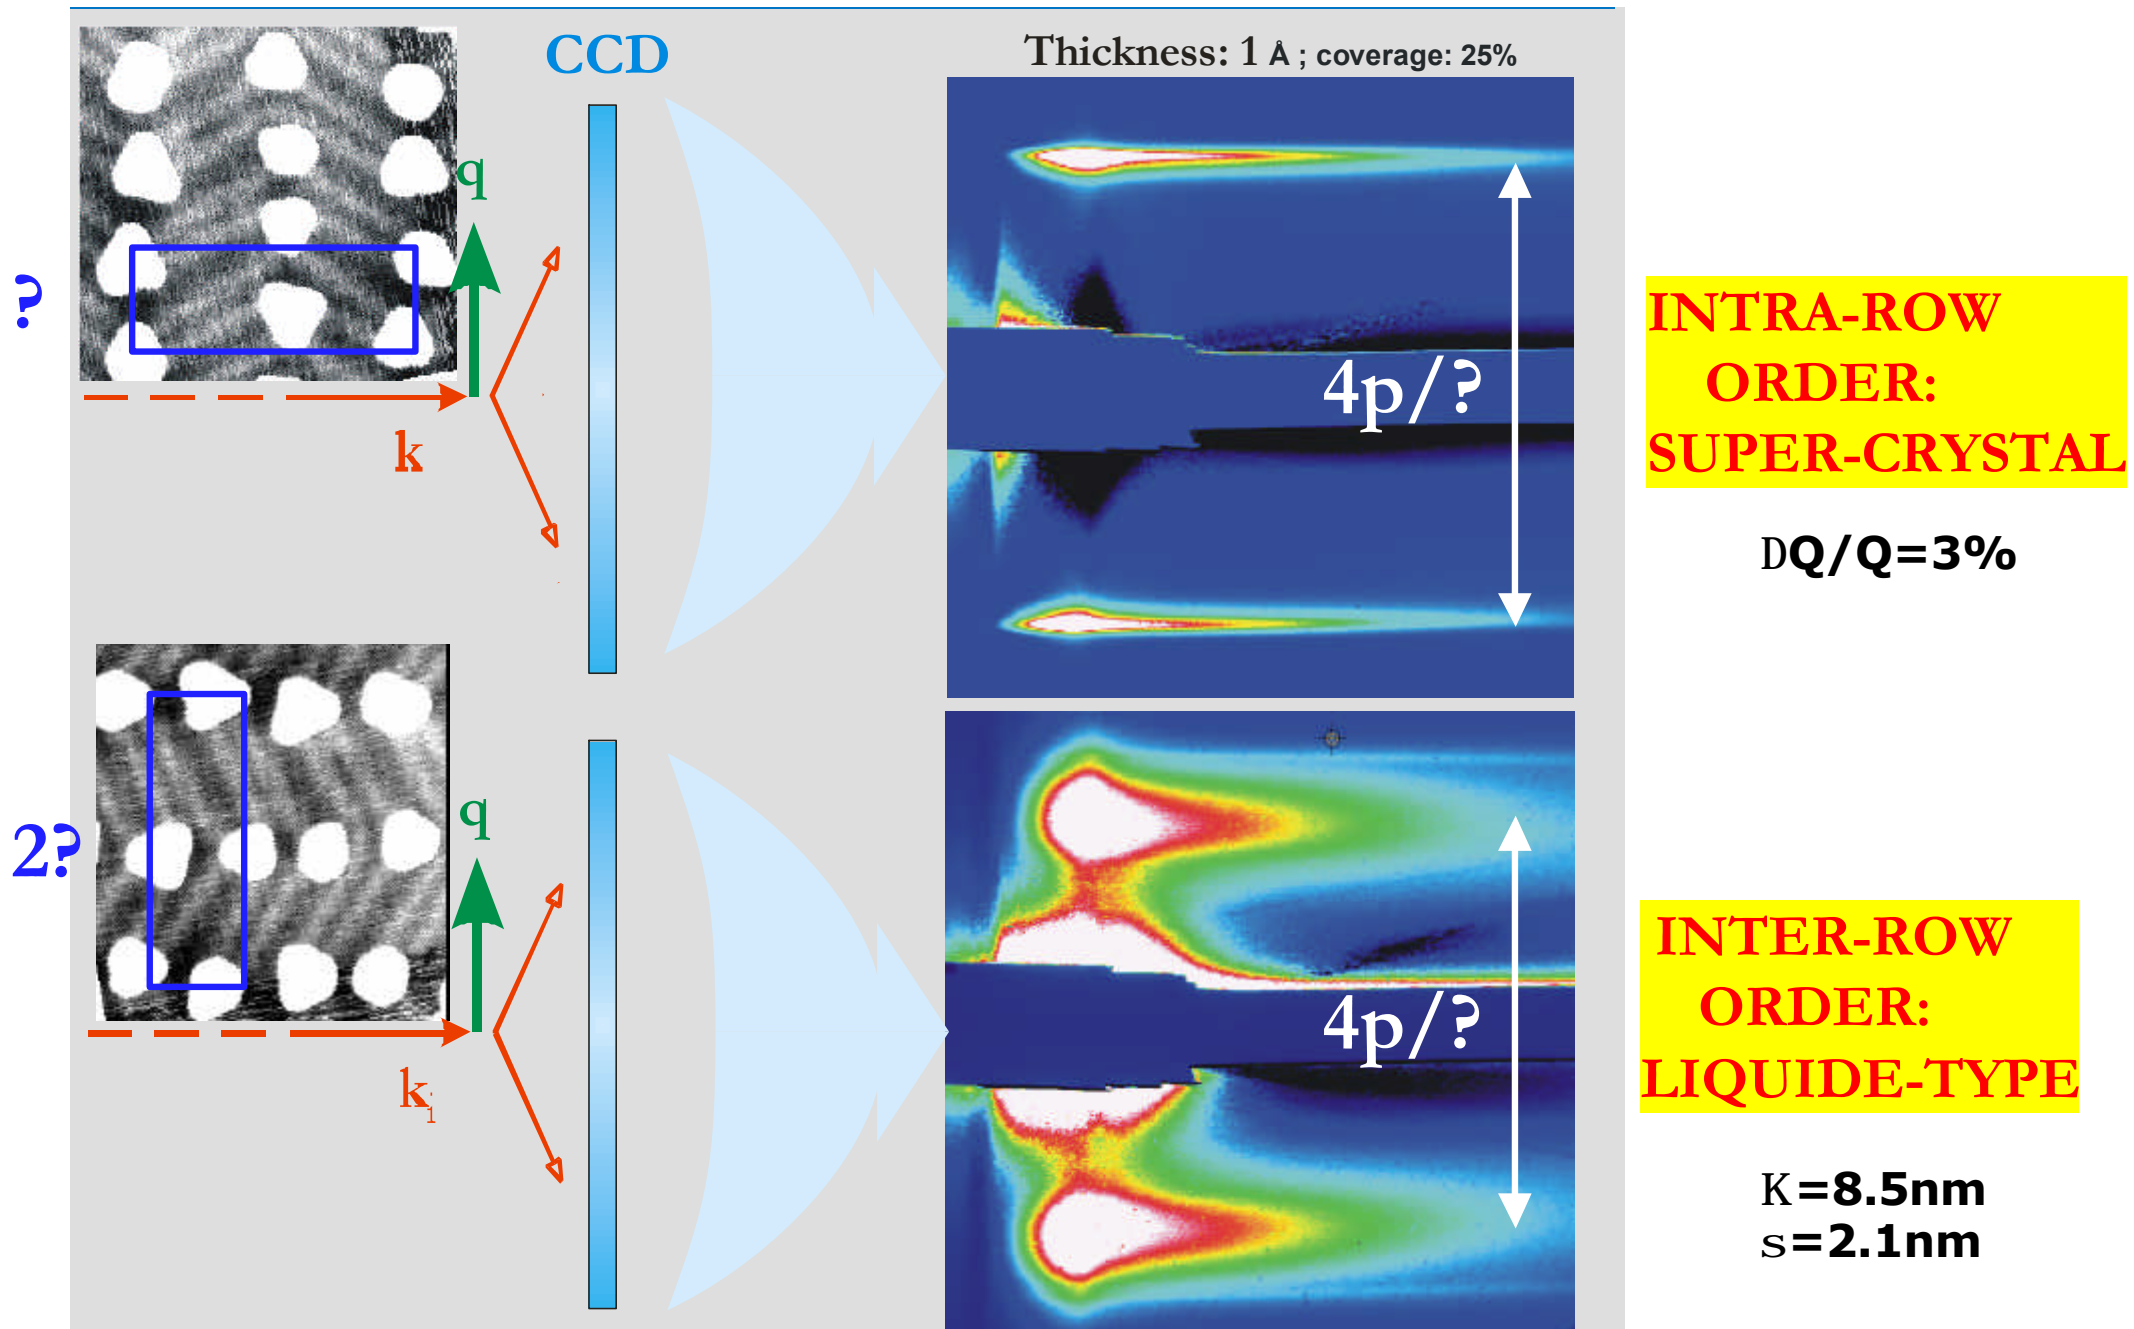 CCD
Thickness: 1 Å ; coverage: 25%
q
?
k
4p/?
INTRA-ROW
ORDER:
SUPER-CRYSTAL
DQ/Q=3%
q
2?
k1
4p/?
INTER-ROW
ORDER:
LIQUIDE-TYPE
K=8.5nm
s=2.1nm